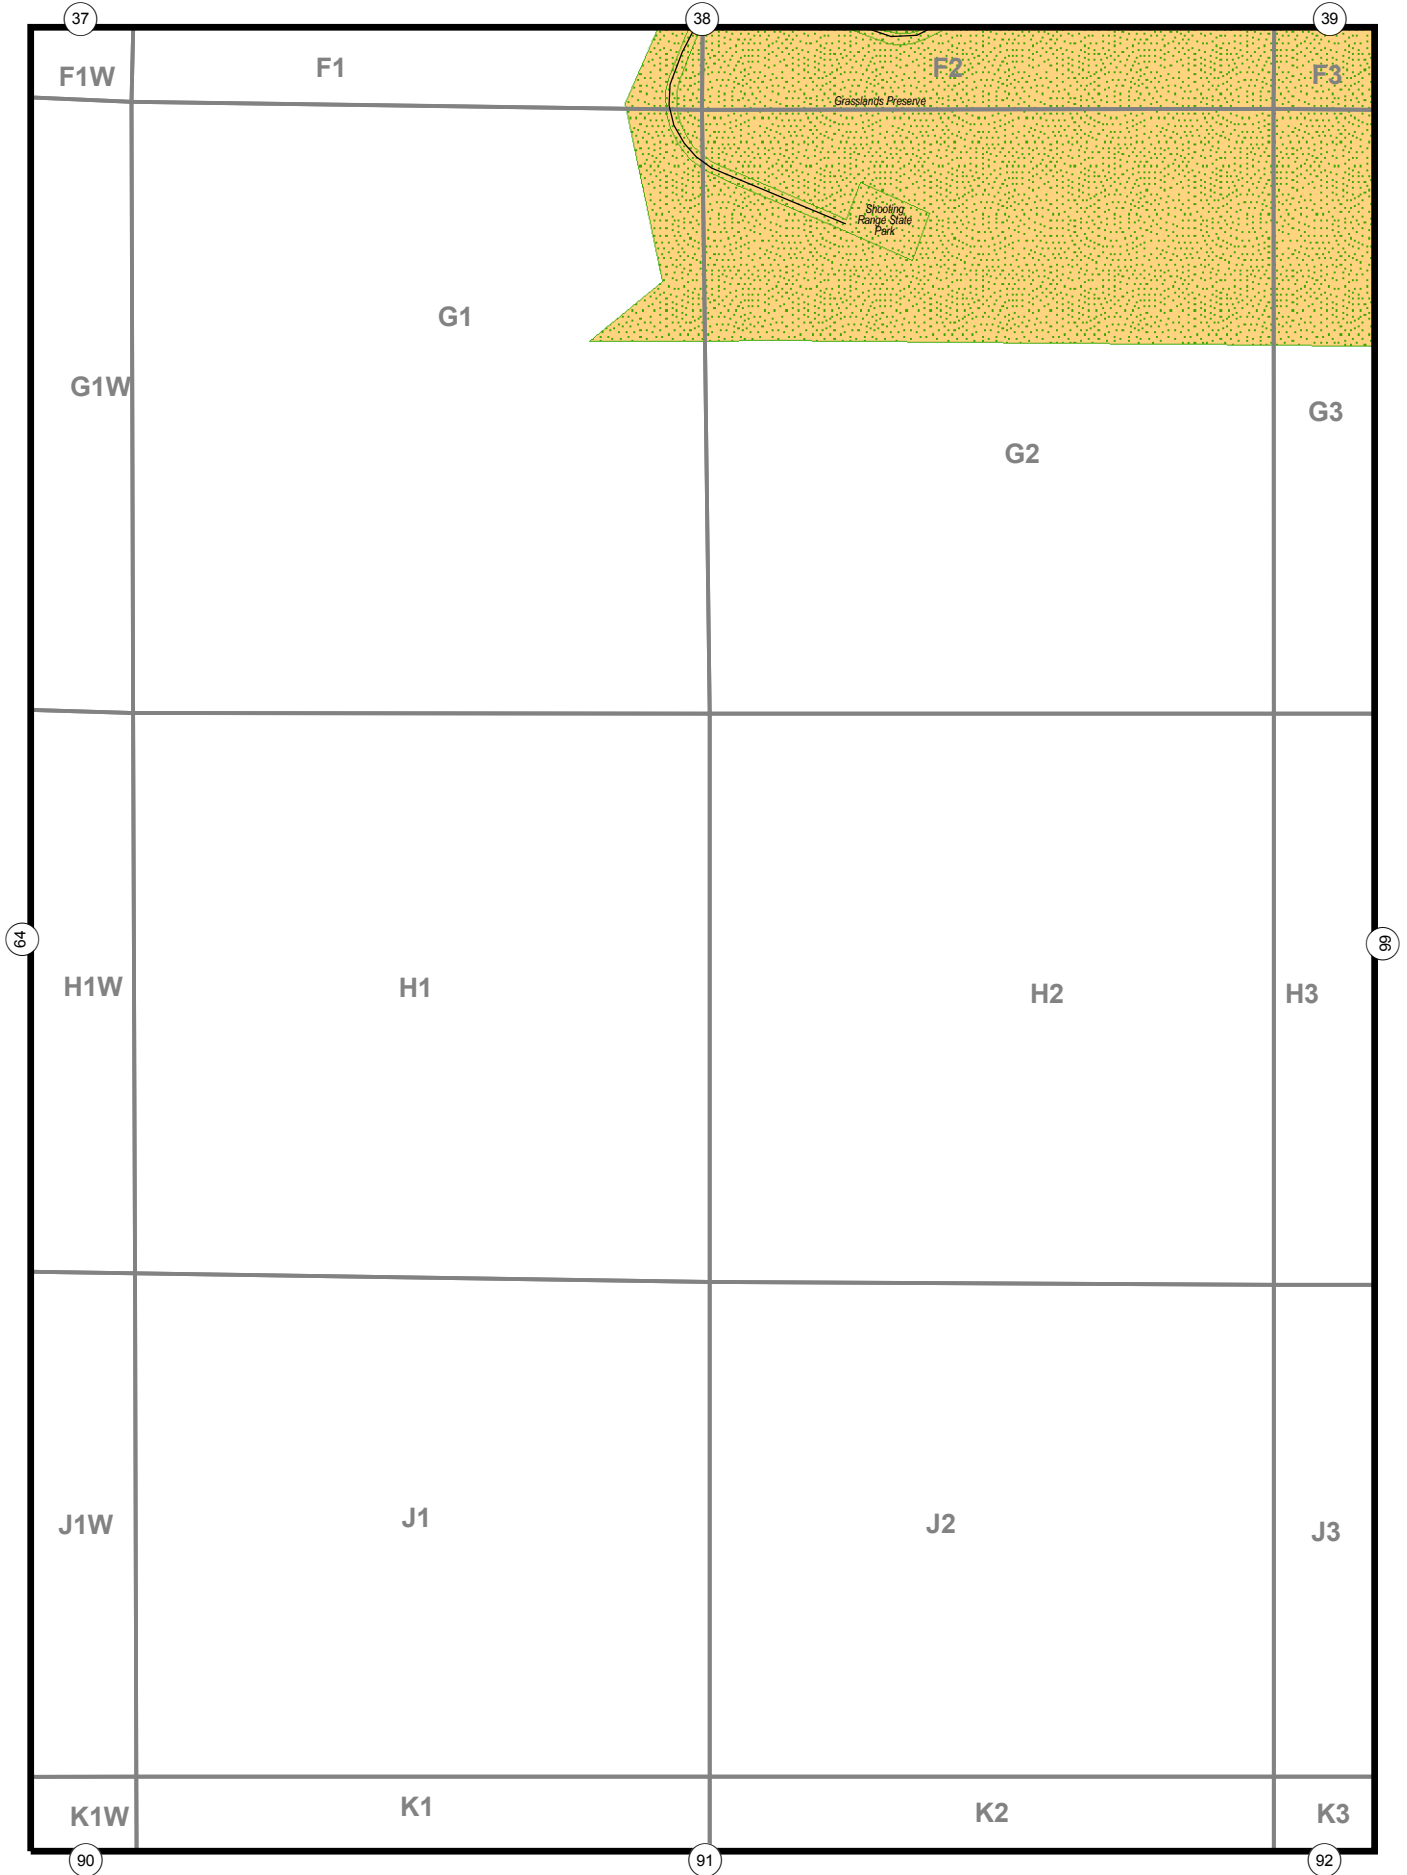 37
38
39
F1W
F1
F2
F3
Grasslands Preserve
Shooting
Range State
Park
G1
G1W
G2
G3
64
66
H1W
H1
H2
H3
J1W
J1
J2
J3
K1W
K1
K2
K3
90
91
92